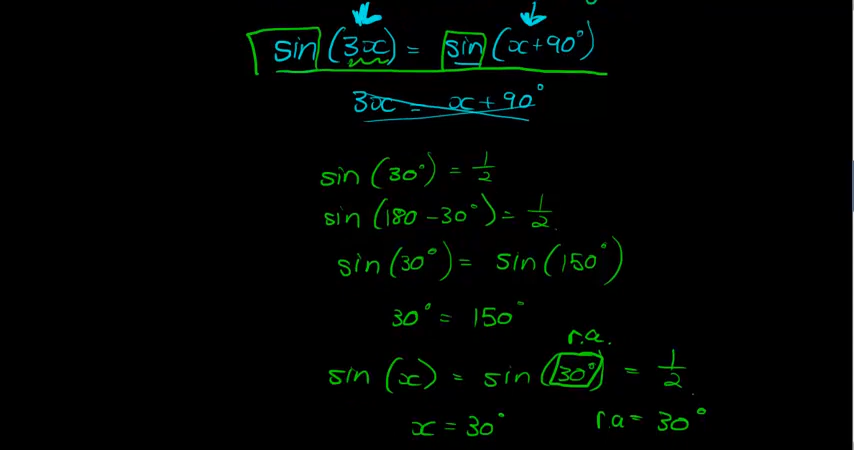 sin (3x) = sin (x+90°)
3x = x + 90°
sin (30°) = 1/2
sin (180 - 30°) = 1/2.
sin (30°) = sin (150°)
30° = 150°
r.a.
sin (x) = sin (30°) = 1/2.
x = 30° r.a = 30°